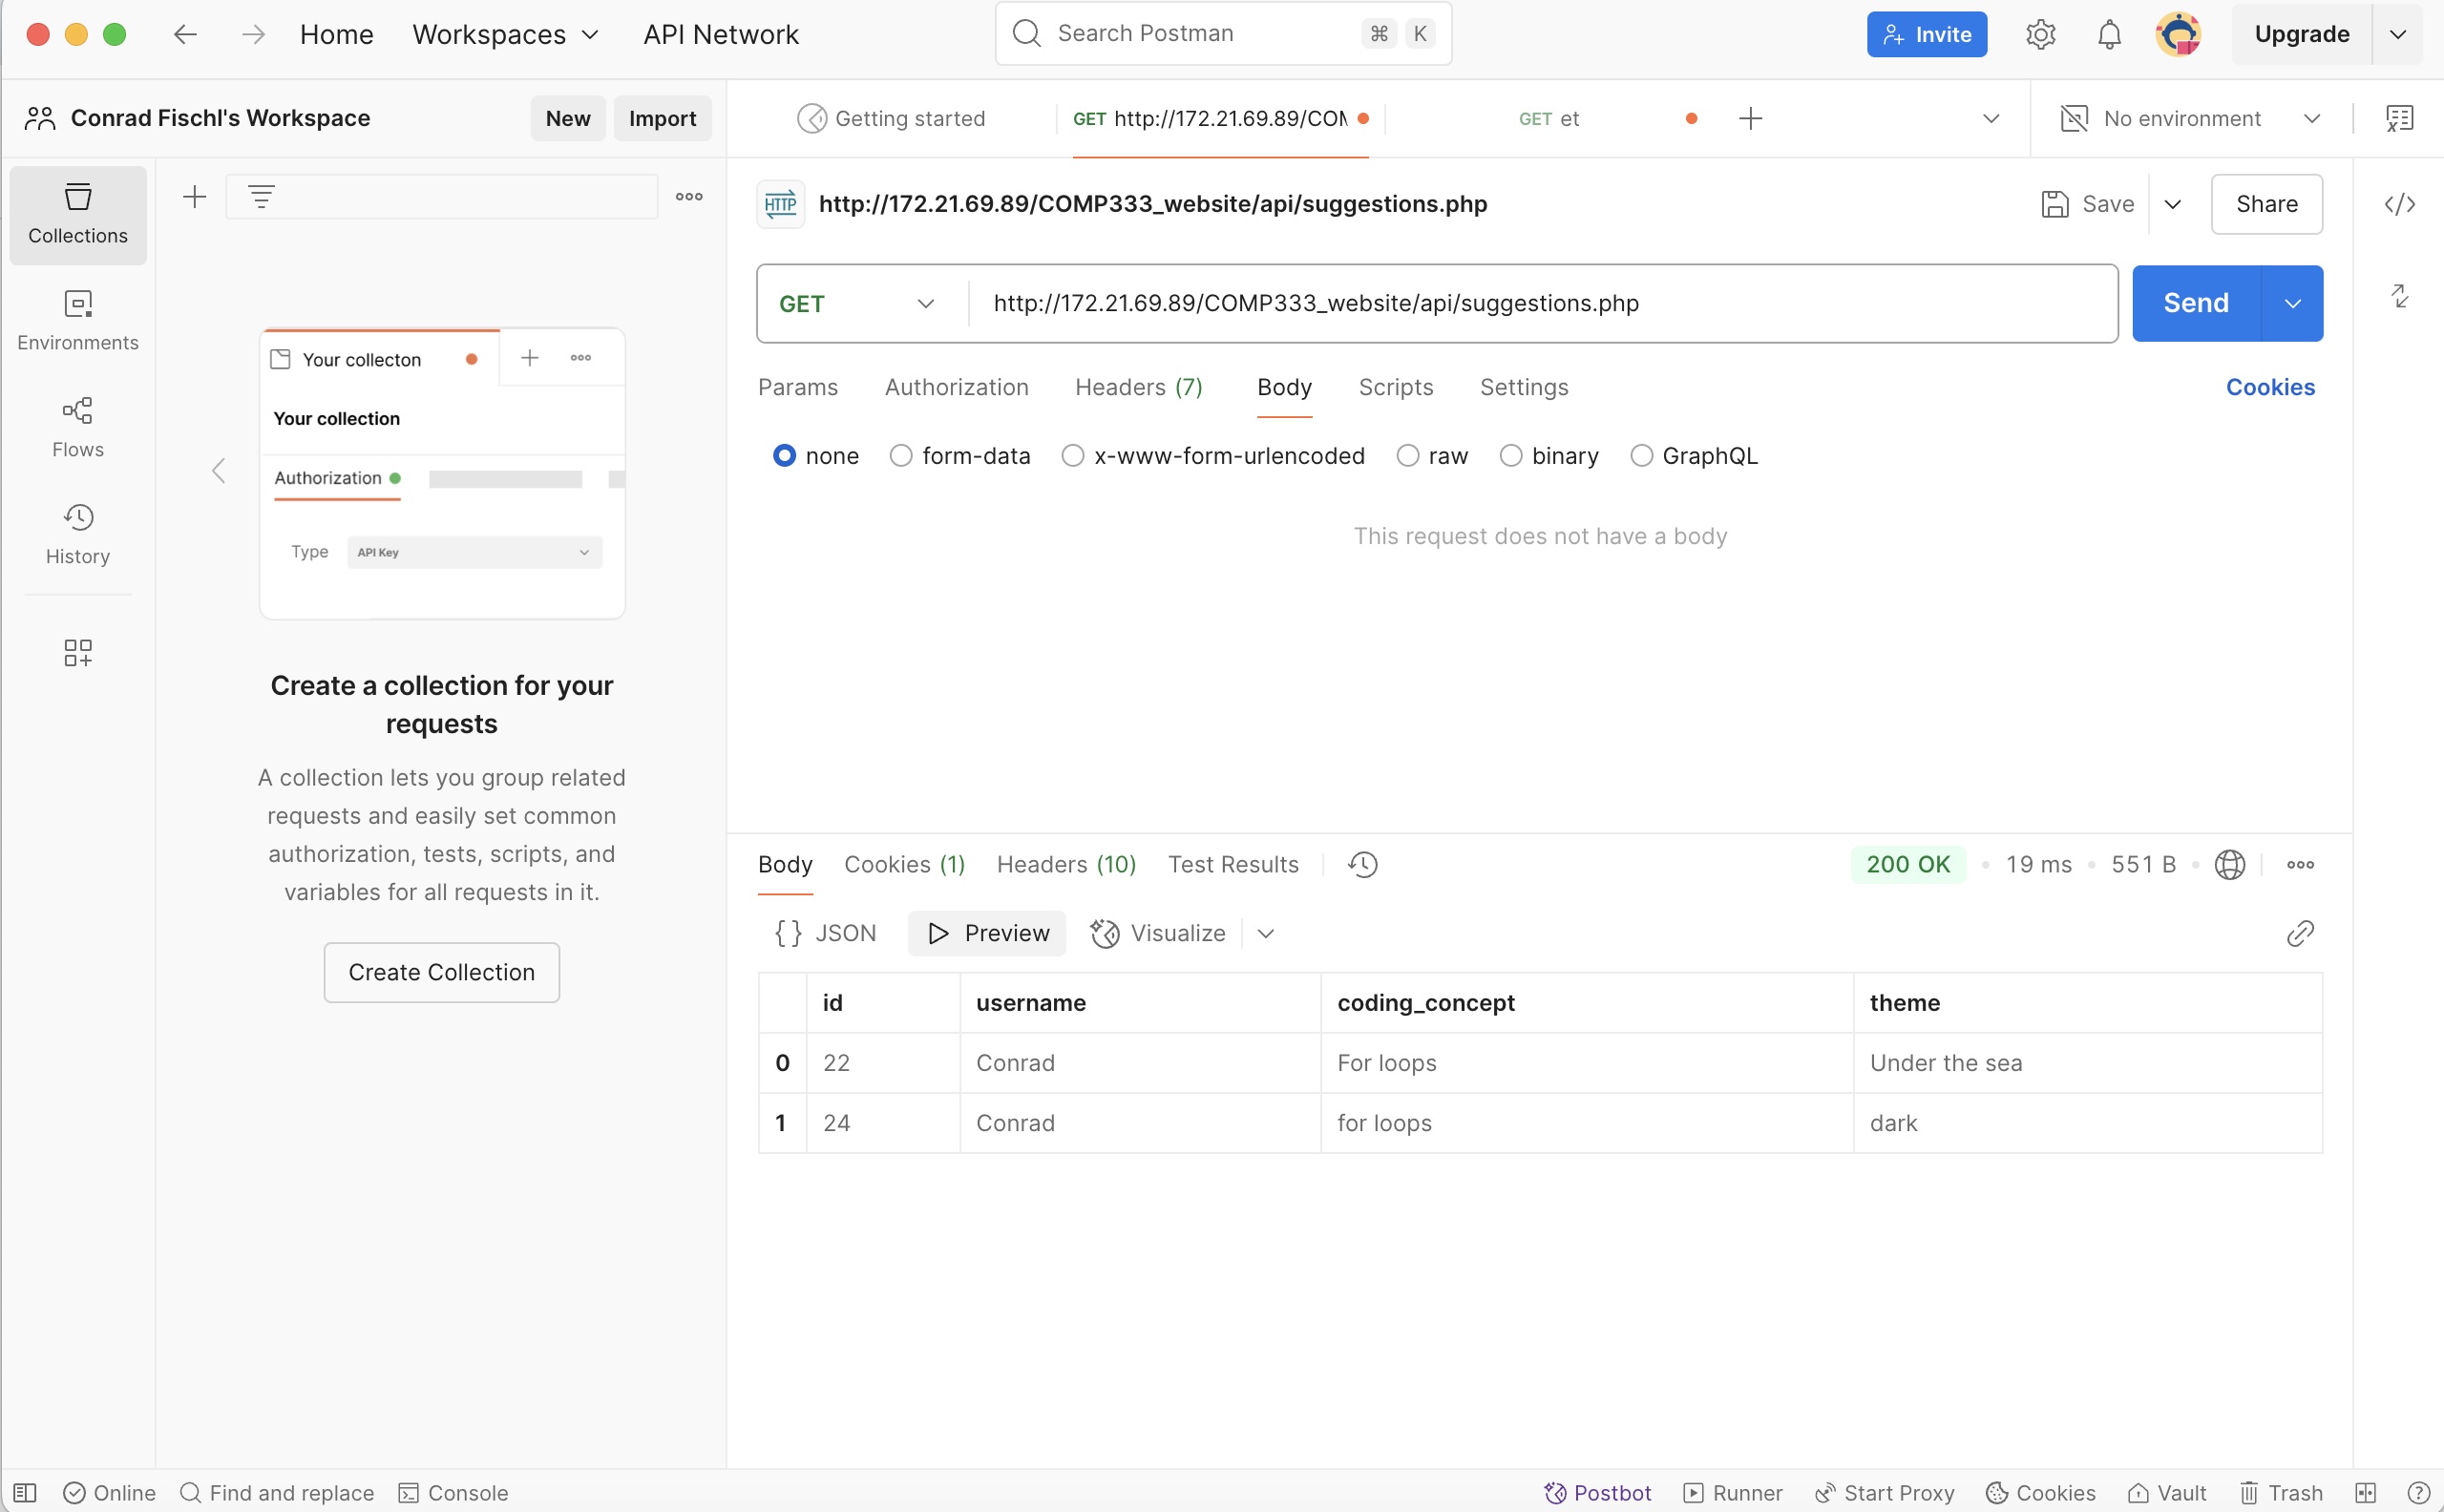 Home Workspaces API Network Search Postman ⌘ K Invite Upgrade
Conrad Fischl's Workspace New Import Getting started GET http://172.21.69.89/COM GET et No environment
Collections
Environments
Flows
History
Your collecton
Your collection
Authorization
Type API Key
Create a collection for your
requests
A collection lets you group related
requests and easily set common
authorization, tests, scripts, and
variables for all requests in it.
Create Collection
HTTP http://172.21.69.89/COMP333_website/api/suggestions.php Save Share
GET http://172.21.69.89/COMP333_website/api/suggestions.php Send
Params Authorization Headers (7) Body Scripts Settings Cookies
none form-data x-www-form-urlencoded raw binary GraphQL
This request does not have a body
Body Cookies (1) Headers (10) Test Results 200 OK 19 ms 551 B
{} JSON Preview Visualize
id username coding_concept theme
0 22 Conrad For loops Under the sea
1 24 Conrad for loops dark
Online Find and replace Console Postbot Runner Start Proxy Cookies Vault Trash